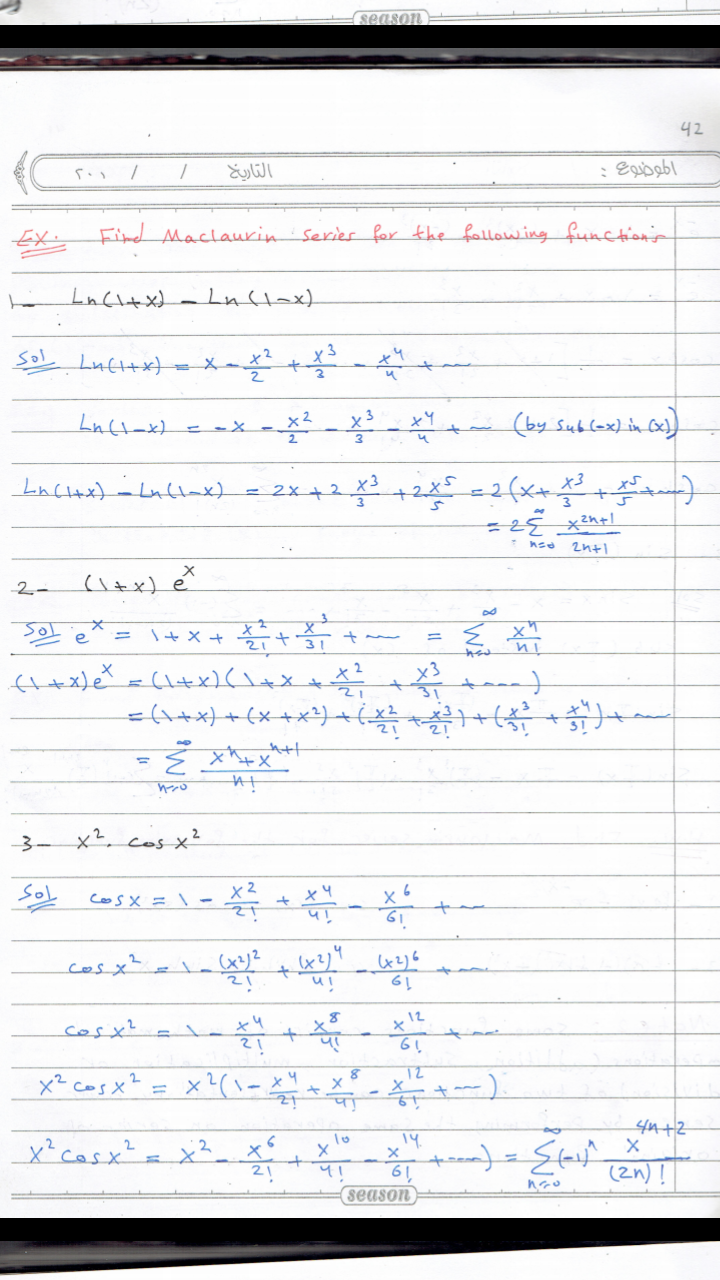 season
42
الموضوع : التاريخ / / ٢٠١
EX. Find Maclaurin series for the following function's
1- Ln(1+x) - Ln(1-x)
Sol Ln(1+x) = x - x²/2 + x³/3 - x⁴/4 + ...
Ln(1-x) = -x - x²/2 - x³/3 - x⁴/4 + ... (by sub(-x) in (x))
Ln(1+x) - Ln(1-x) = 2x + 2 x³/3 + 2 x⁵/5 = 2(x + x³/3 + x⁵/5 + ...)
= 2 ∑_{n=0}^{∞} x^{2n+1}/(2n+1)
2- (1+x) e^x
Sol e^x = 1 + x + x²/2! + x³/3! + ... = ∑_{n=0}^{∞} x^n/n!
(1+x)e^x = (1+x)(1 + x + x²/2! + x³/3! + ...)
= (1+x) + (x+x²) + (x²/2! + x³/2!) + (x³/3! + x⁴/3!) + ...
= ∑_{n=0}^{∞} (x^n + x^{n+1})/n!
3- x². cos x²
Sol cos x = 1 - x²/2! + x⁴/4! - x⁶/6! + ...
cos x² = 1 - (x²)²/2! + (x²)⁴/4! - (x²)⁶/6! + ...
cos x² = 1 - x⁴/2! + x⁸/4! - x¹²/6! + ...
x² cos x² = x²(1 - x⁴/2! + x⁸/4! - x¹²/6! + ...)
x² cos x² = x² - x⁶/2! + x¹⁰/4! - x¹⁴/6! + ...) = ∑_{n=0}^{∞} (-1)^n x^{4n+2}/(2n)!
season